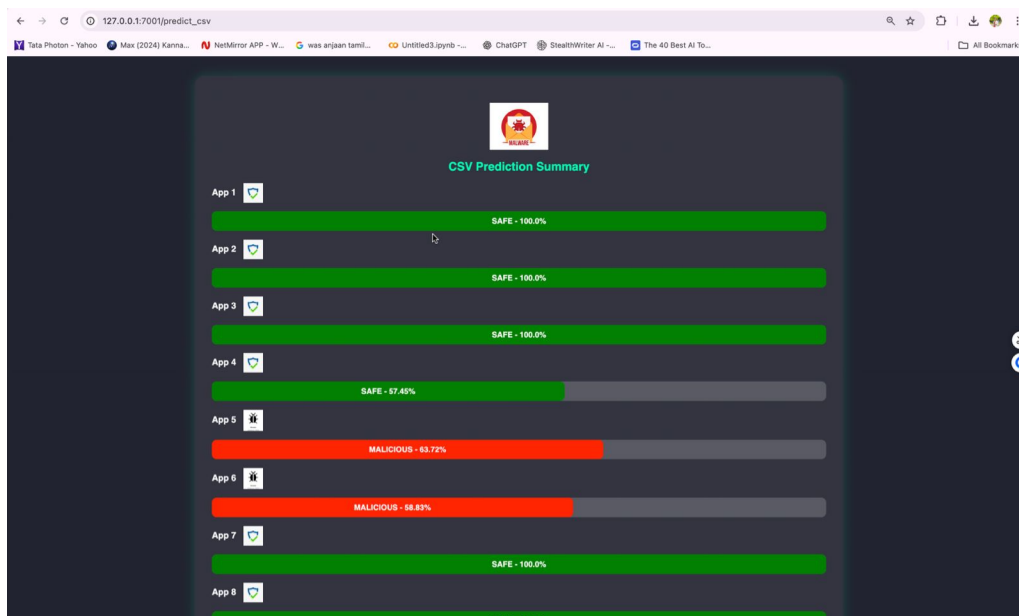 127.0.0.1:7001/predict_csv
Tata Photon - Yahoo Max (2024) Kanna... NetMirror APP - W... was anjaan tamil... Untitled3.ipynb -... ChatGPT StealthWriter AI -... The 40 Best AI To... All Bookmark
MALWARE
CSV Prediction Summary
App 1
SAFE - 100.0%
App 2
SAFE - 100.0%
App 3
SAFE - 100.0%
App 4
SAFE - 57.45%
App 5
MALICIOUS - 63.72%
App 6
MALICIOUS - 58.83%
App 7
SAFE - 100.0%
App 8